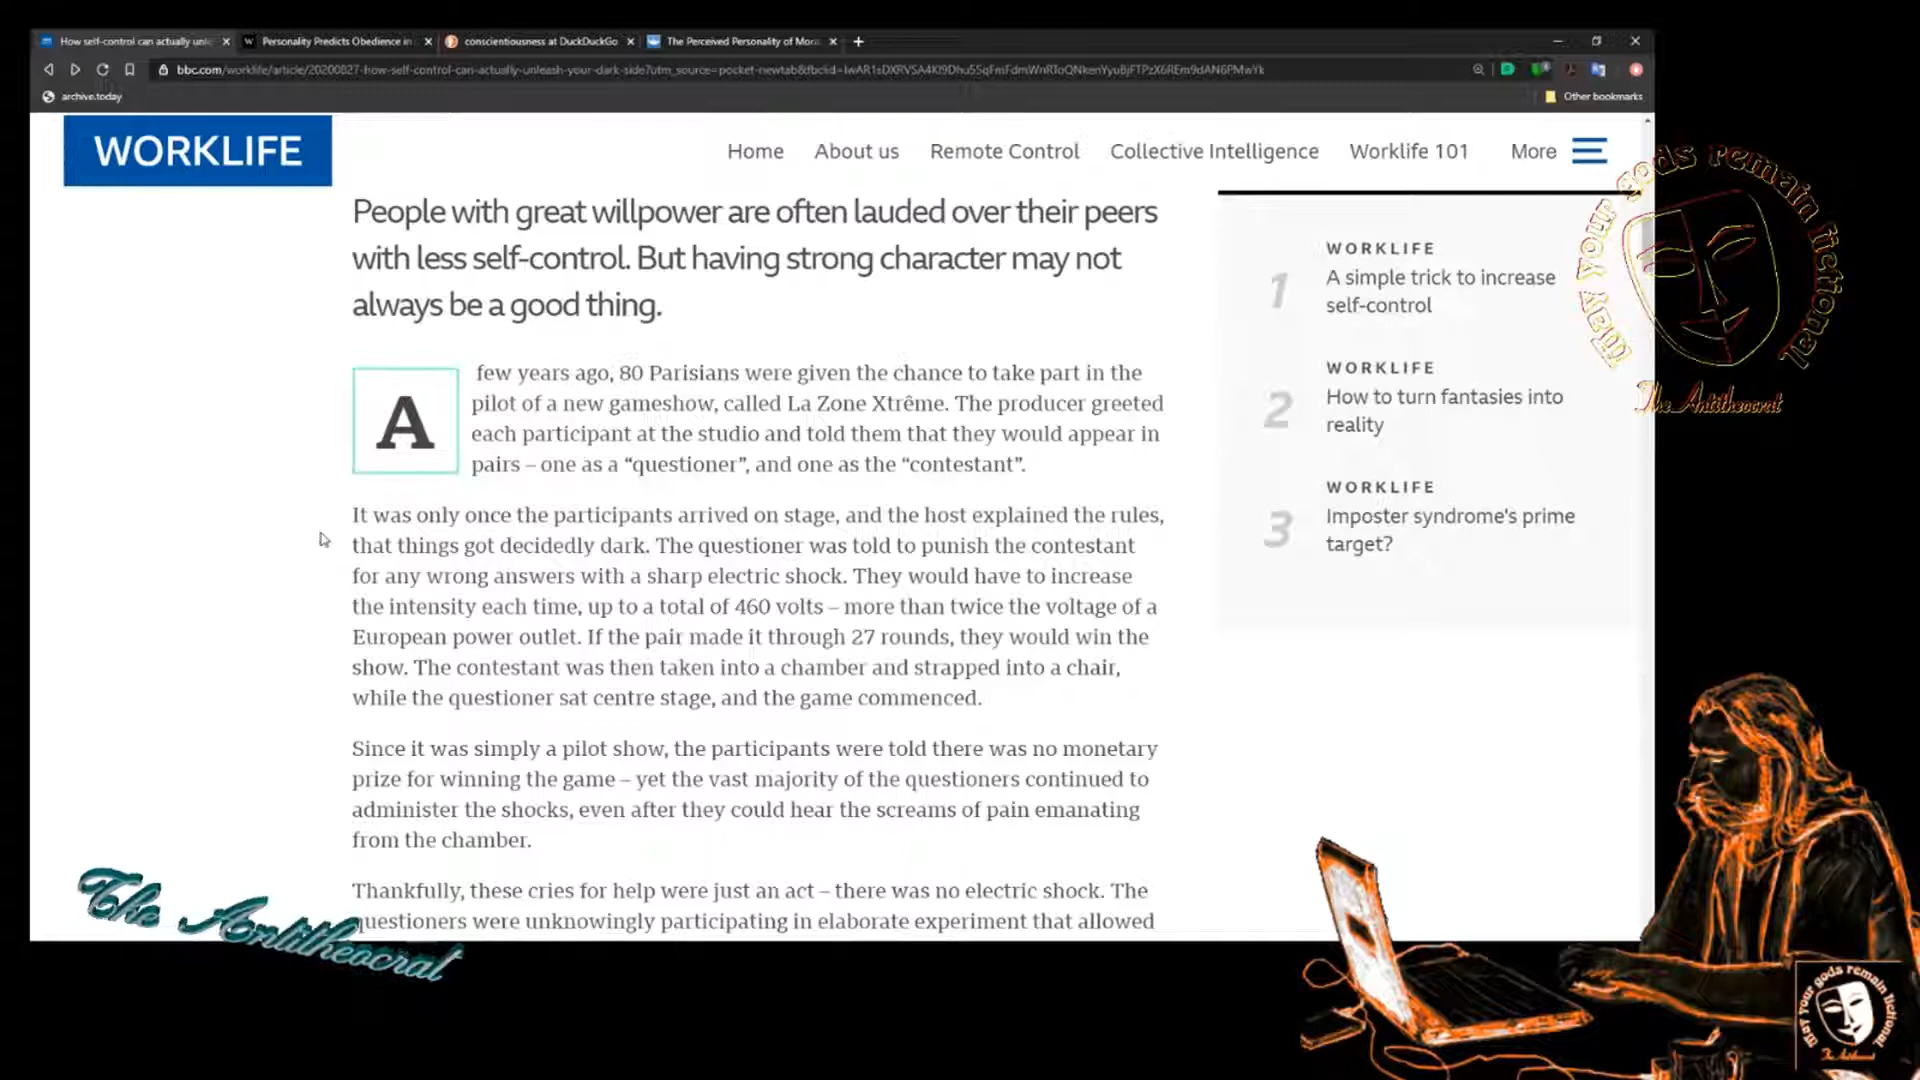 How self-control can actually unle
Personality Predicts Obedience in
conscientiousness at DuckDuckGo
The Perceived Personality of Mora
bbc.com/worklife/article/20200827-how-self-control-can-actually-unleash-your-dark-side?utm_source=pocket-newtab&fbclid=
archive.today
Other bookmarks
WORKLIFE
Home
About us
Remote Control
Collective Intelligence
Worklife 101
More
People with great willpower are often lauded over their peers
with less self-control. But having strong character may not
always be a good thing.
A few years ago, 80 Parisians were given the chance to take part in the
pilot of a new gameshow, called La Zone Xtrême. The producer greeted
each participant at the studio and told them that they would appear in
pairs – one as a “questioner”, and one as the “contestant”.
It was only once the participants arrived on stage, and the host explained the rules,
that things got decidedly dark. The questioner was told to punish the contestant
for any wrong answers with a sharp electric shock. They would have to increase
the intensity each time, up to a total of 460 volts – more than twice the voltage of a
European power outlet. If the pair made it through 27 rounds, they would win the
show. The contestant was then taken into a chamber and strapped into a chair,
while the questioner sat centre stage, and the game commenced.
Since it was simply a pilot show, the participants were told there was no monetary
prize for winning the game – yet the vast majority of the questioners continued to
administer the shocks, even after they could hear the screams of pain emanating
from the chamber.
Thankfully, these cries for help were just an act – there was no electric shock. The
questioners were unknowingly participating in elaborate experiment that allowed
WORKLIFE
1
A simple trick to increase
self-control
WORKLIFE
2
How to turn fantasies into
reality
WORKLIFE
3
Imposter syndrome's prime
target?
may your gods remain fictional
The Antitheocrat
The Antitheocrat
may your gods remain fictional
The Antitheocrat